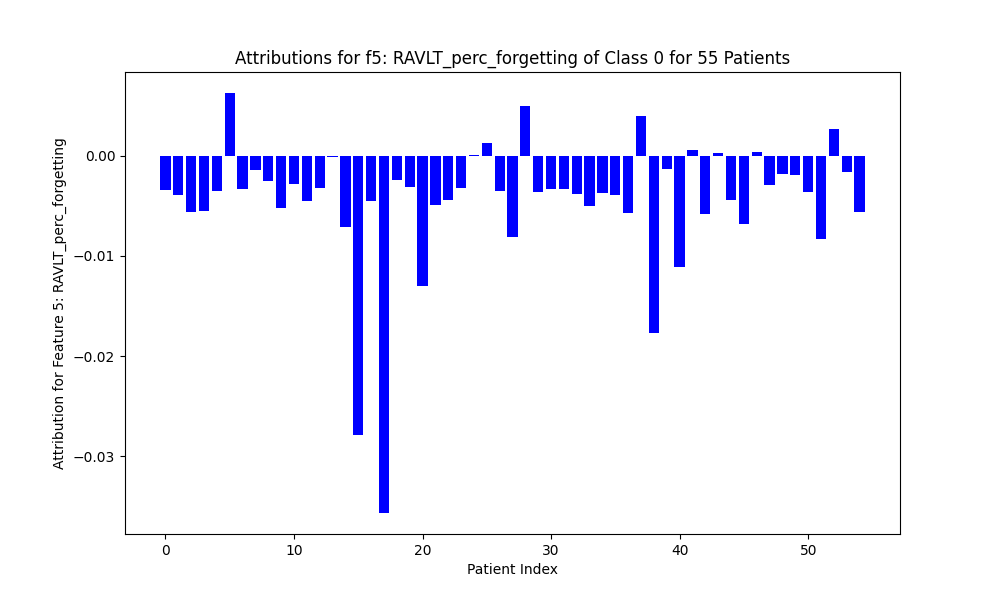 Attributions for f5: RAVLT_perc_forgetting of Class 0 for 55 Patients
Attribution for Feature 5: RAVLT_perc_forgetting
0.00
−0.01
−0.02
−0.03
0 10 20 30 40 50
Patient Index